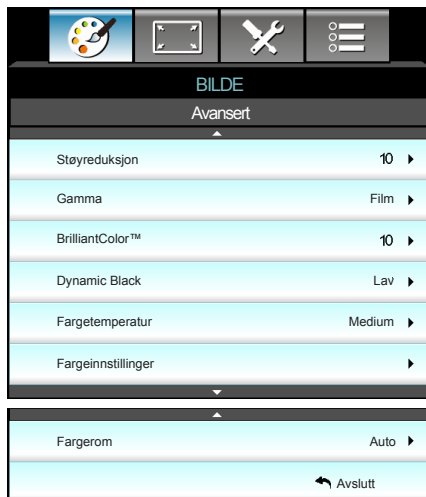 BILDE
Avansert
Støyreduksjon 10
Gamma Film
BrilliantColor™ 10
Dynamic Black Lav
Fargetemperatur Medium
Fargeinnstillinger
Fargerom Auto
Avslutt